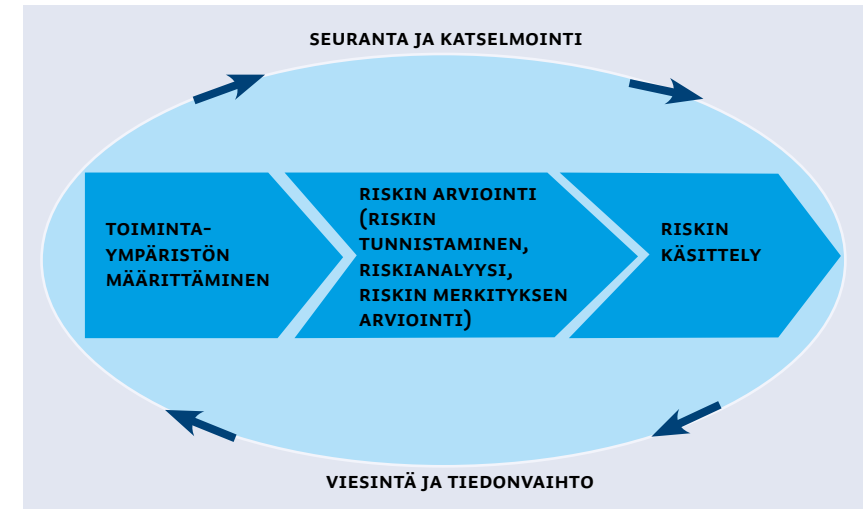 SEURANTA JA KATSELMOINTI
TOIMINTA-
YMPÄRISTÖN
MÄÄRITTÄMINEN
RISKIN ARVIOINTI
(RISKIN
TUNNISTAMINEN,
RISKIANALYYSI,
RISKIN MERKITYKSEN
ARVIOINTI)
RISKIN
KÄSITTELY
VIESINTÄ JA TIEDONVAIHTO